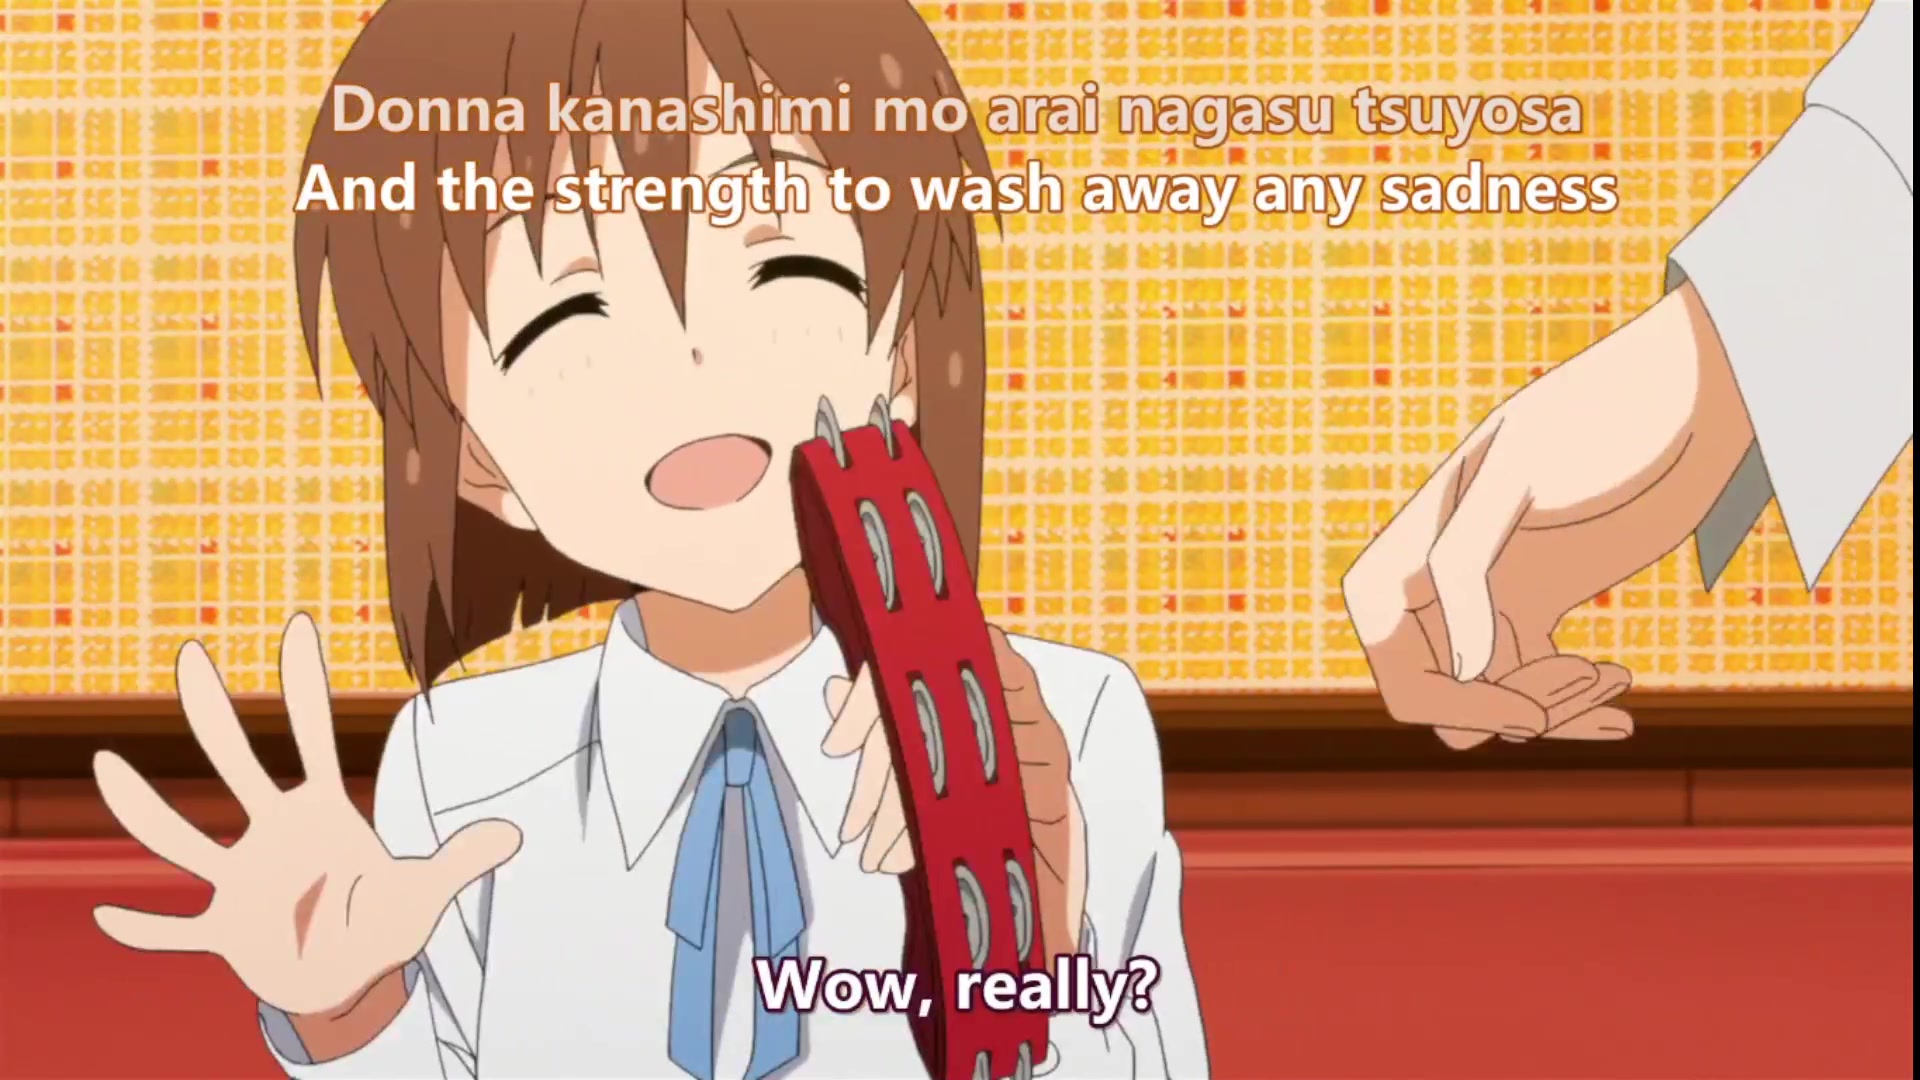 Donna kanashimi mo arai nagasu tsuyosa
And the strength to wash away any sadness
Wow, really?